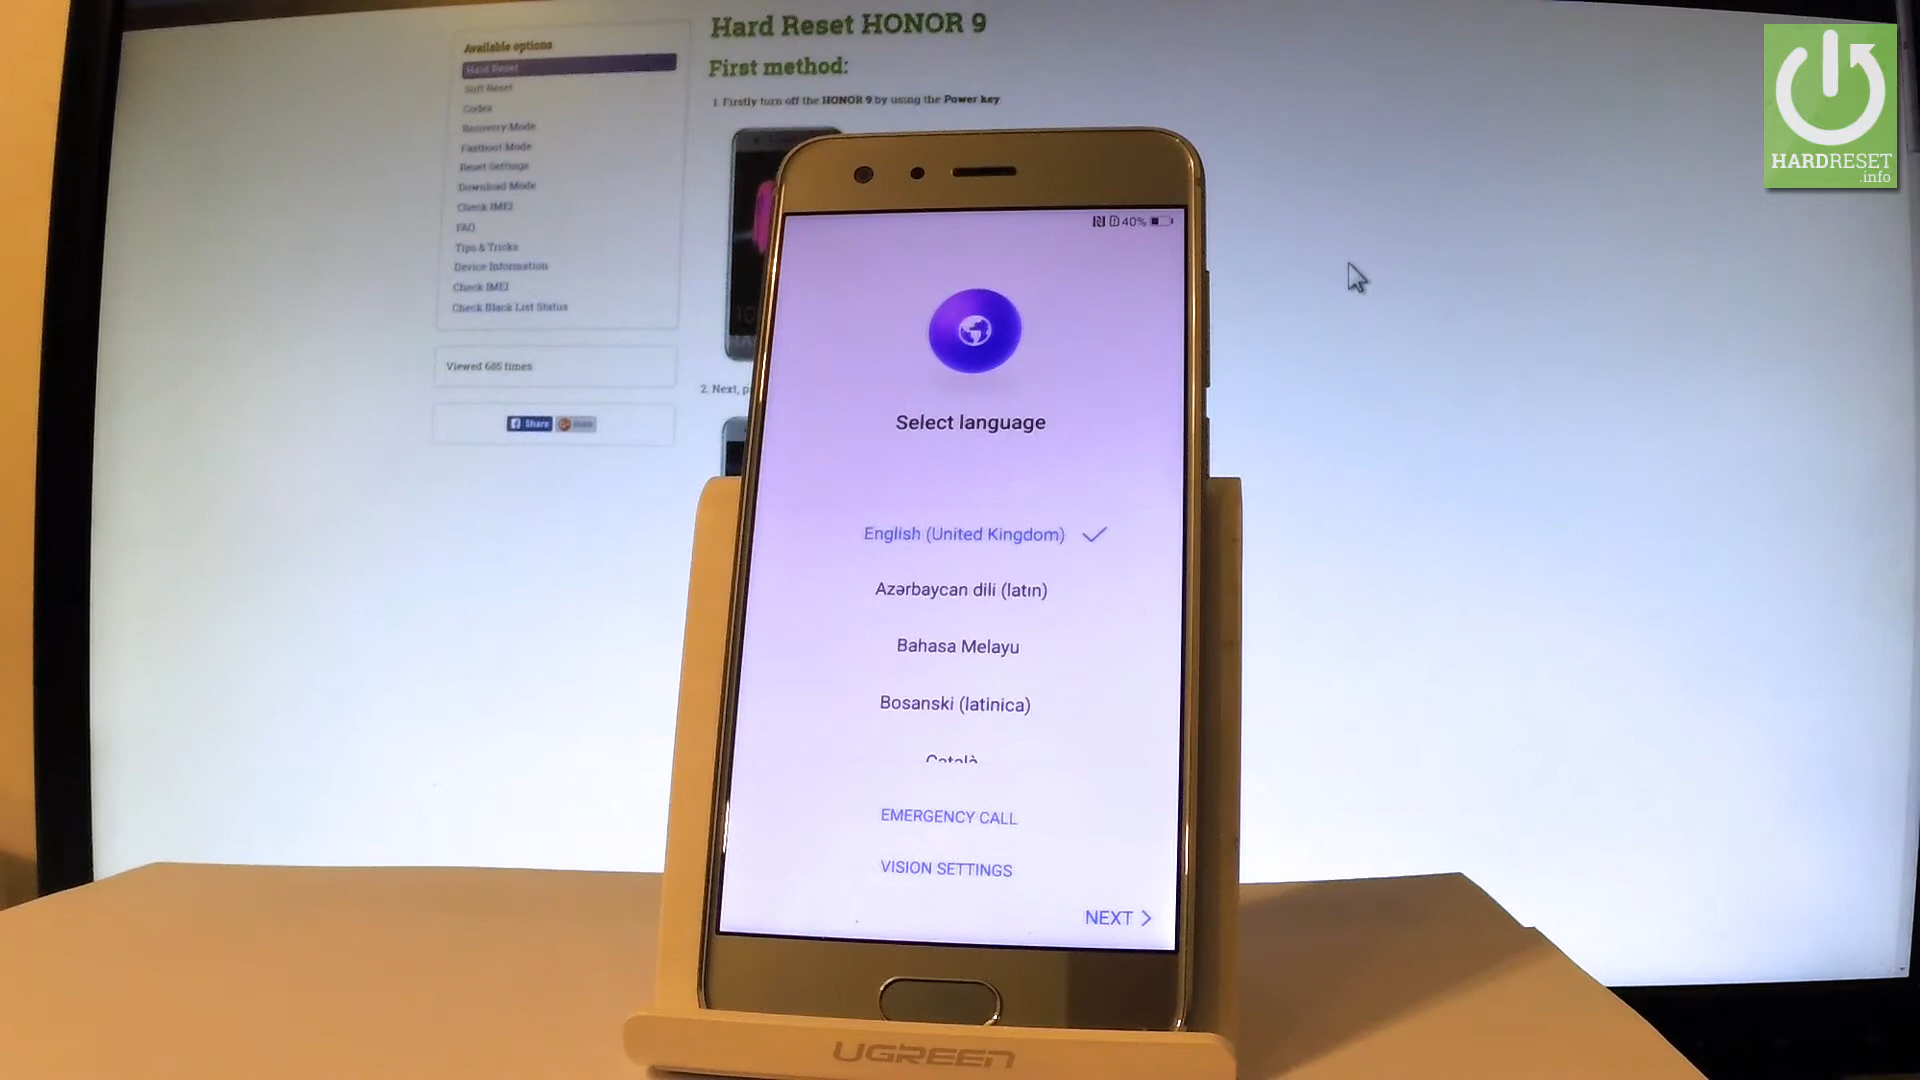 Hard Reset HONOR 9
First method:
1. Firstly turn off the HONOR 9 by using the Power key
2. Next, p
Available options
Hard Reset
Soft Reset
Codes
Recovery Mode
Fastboot Mode
Reset Settings
Download Mode
Check IMEI
FAQ
Tips & Tricks
Device Information
Check IMEI
Check Black List Status
Viewed 685 times
Share
HARDRESET
.info
40%
Select language
English (United Kingdom)
Azərbaycan dili (latın)
Bahasa Melayu
Bosanski (latinica)
Català
EMERGENCY CALL
VISION SETTINGS
NEXT
UGREEN